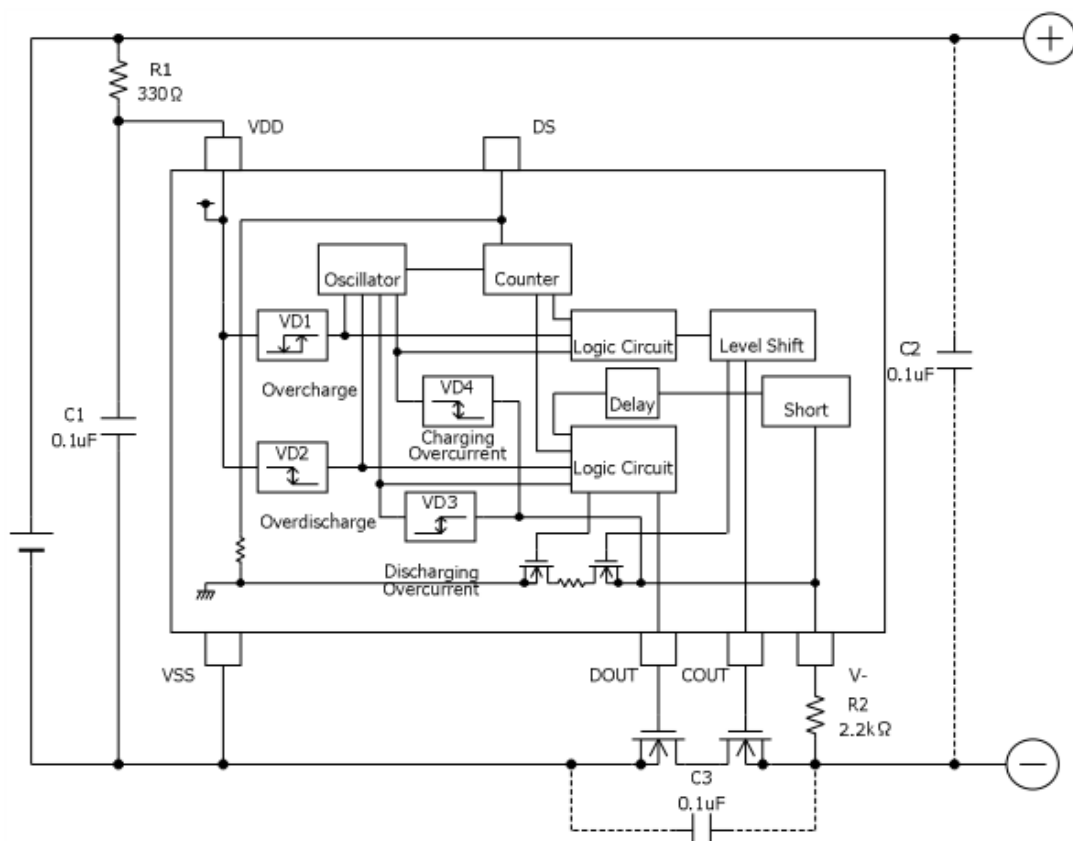 +
R1
330Ω
VDD
DS
Oscillator
Counter
VD1
Logic Circuit
Level Shift
C2
0.1uF
Overcharge
VD4
Delay
Short
C1
0.1uF
Charging
Overcurrent
VD2
Logic Circuit
Overdischarge
VD3
Discharging
Overcurrent
VSS
DOUT
COUT
V-
R2
2.2kΩ
C3
0.1uF
−